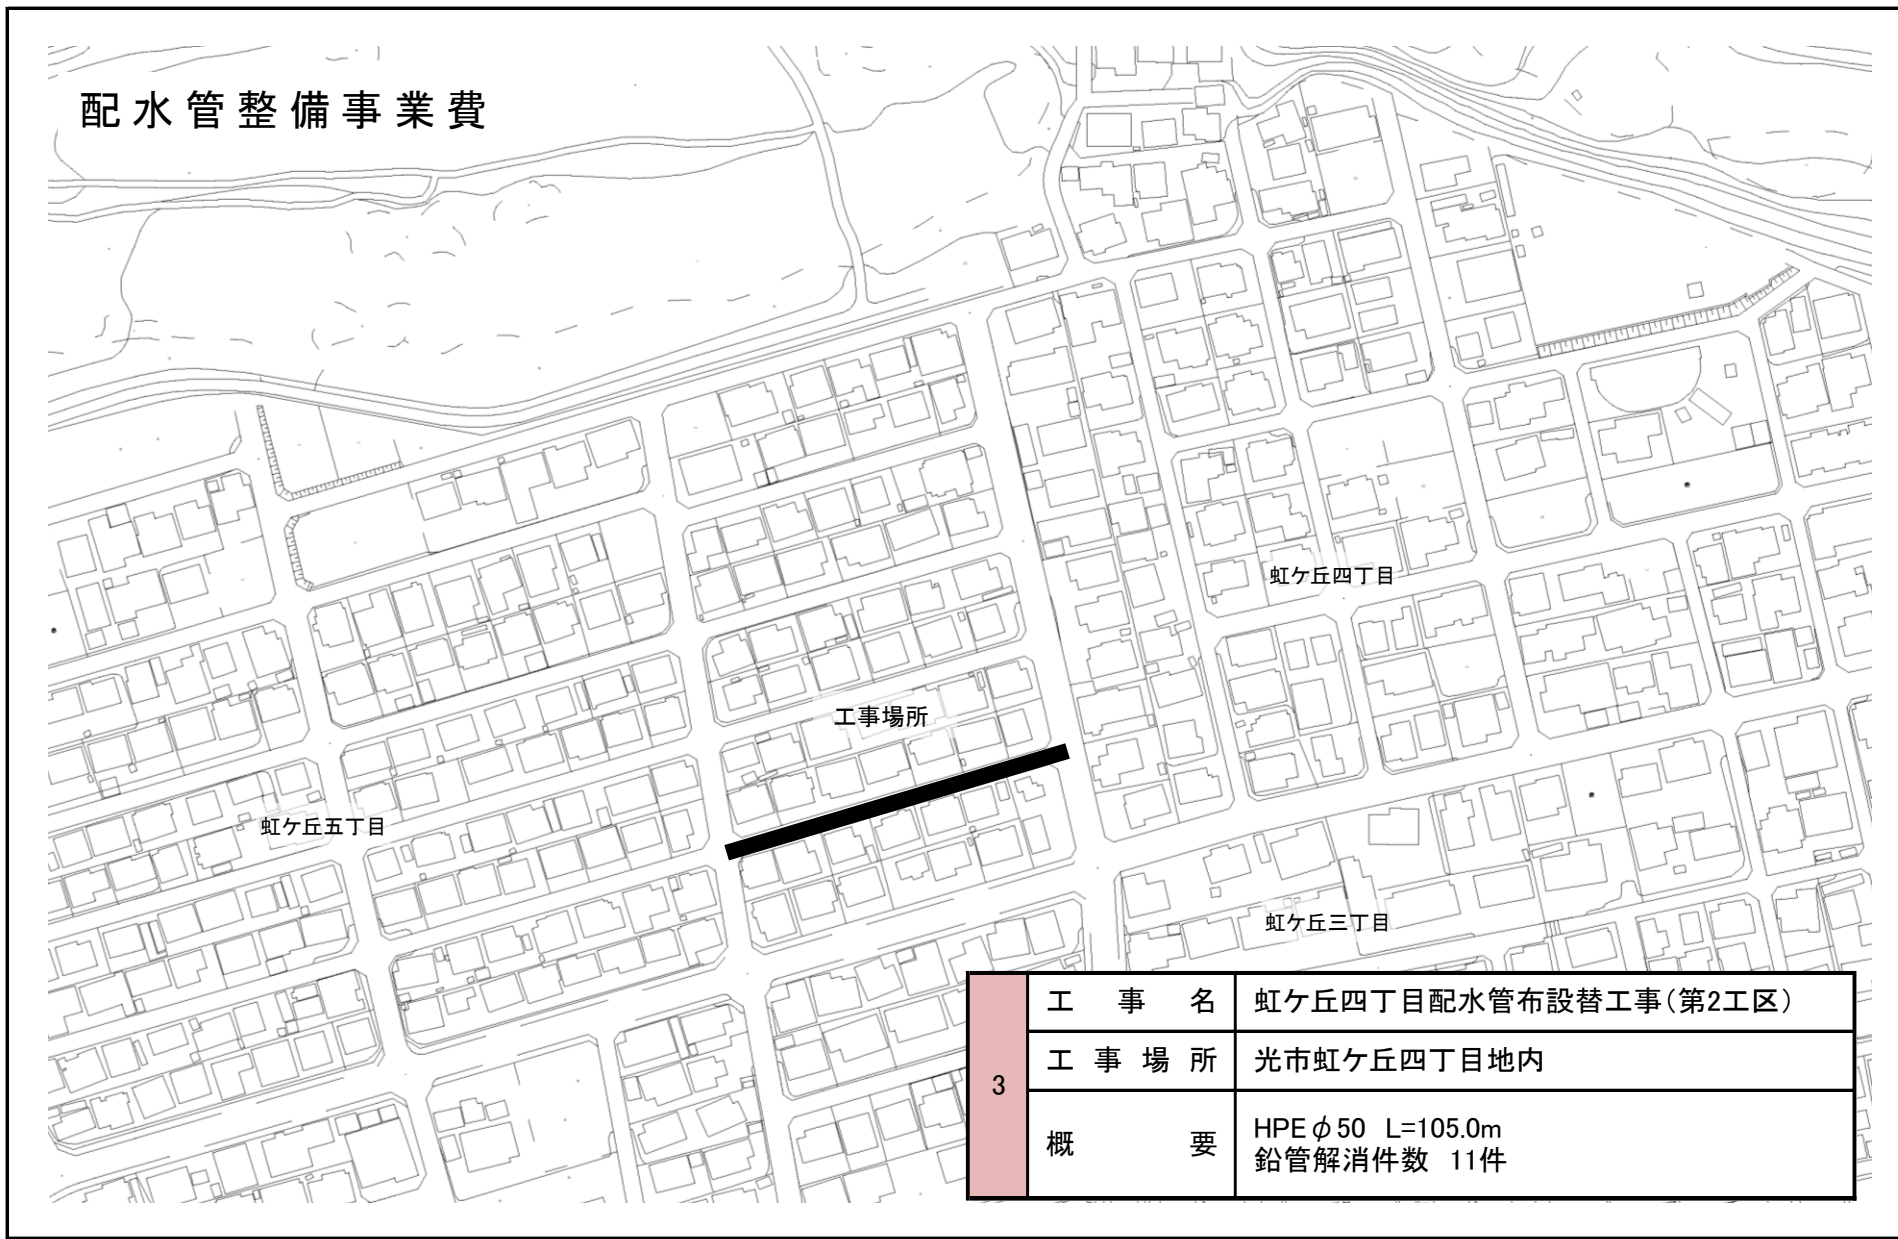 配水管整備事業費
虹ケ丘四丁目
工事場所
虹ケ丘五丁目
虹ケ丘三丁目
3
工事名 虹ケ丘四丁目配水管布設替工事（第2工区）
工事場所 光市虹ケ丘四丁目地内
概要 HPEφ50 L=105.0m
鉛管解消件数 11件